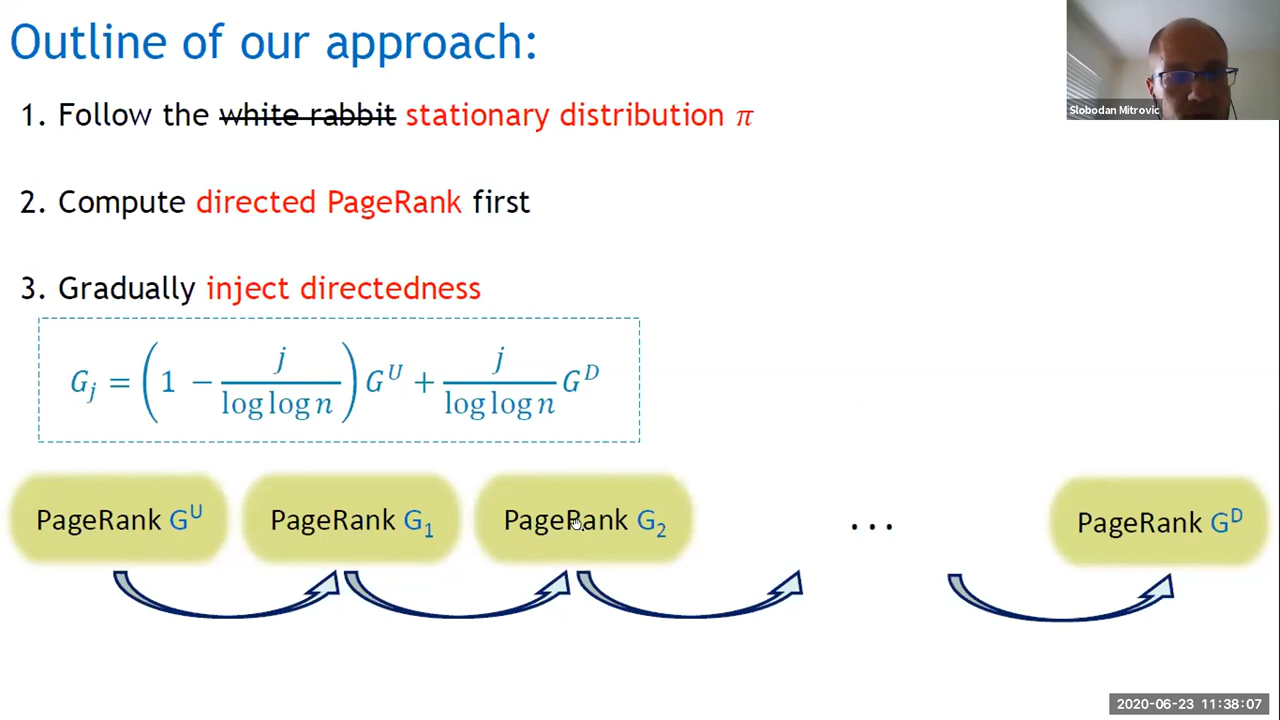 Outline of our approach:
Slobodan Mitrovic
1. Follow the white rabbit stationary distribution π
2. Compute directed PageRank first
3. Gradually inject directedness
G_j = (1 − j / log log n) G^U + j / log log n G^D
PageRank G^U PageRank G_1 PageRank G_2 ... PageRank G^D
2020-06-23 11:38:07